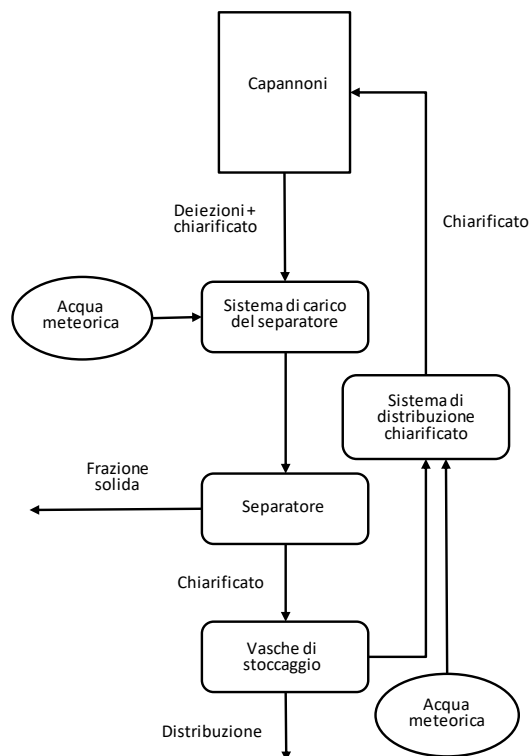 Capannoni
Deiezioni +
chiarificato
Chiarificato
Acqua
meteorica
Sistema di carico
del separatore
Sistema di
distribuzione
chiarificato
Frazione
solida
Separatore
Chiarificato
Vasche di
stoccaggio
Acqua
meteorica
Distribuzione